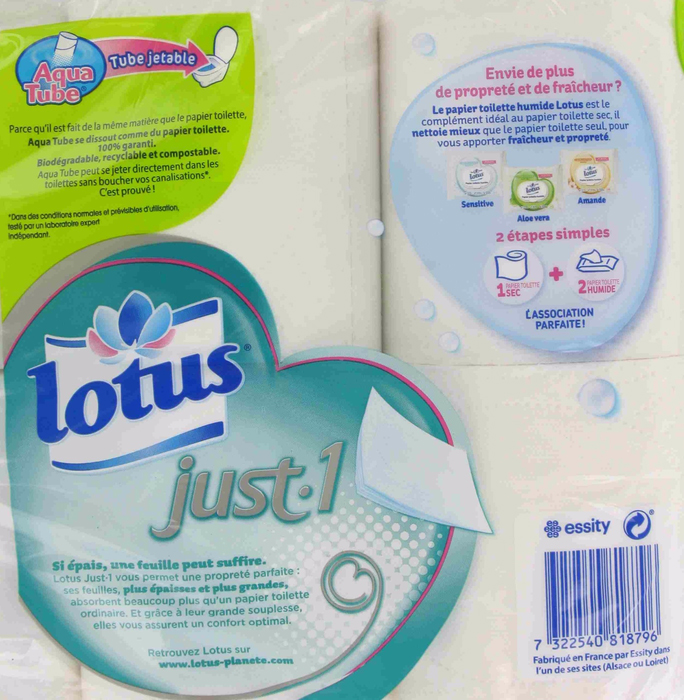 Aqua
Tube®
Tube jetable
Parce qu'il est fait de la même matière que le papier toilette,
Aqua Tube se dissout comme du papier toilette.
100% garanti.
Biodégradable, recyclable et compostable.
Aqua Tube peut se jeter directement dans les
toilettes sans boucher vos canalisations*.
C'est prouvé !
*Dans des conditions normales et prévisibles d'utilisation,
testé par un laboratoire expert
indépendant.
Envie de plus
de propreté et de fraîcheur ?
Le papier toilette humide Lotus est le
complément idéal au papier toilette sec, il
nettoie mieux que le papier toilette seul, pour
vous apporter fraîcheur et propreté.
lotus
lotus
lotus
Sensitive
Aloe vera
Amande
2 étapes simples
1 PAPIER TOILETTE
SEC
+
2 PAPIER TOILETTE
HUMIDE
L'ASSOCIATION
PARFAITE !
lotus®
just.1
Si épais, une feuille peut suffire.
Lotus Just-1 vous permet une propreté parfaite :
ses feuilles, plus épaisses et plus grandes,
absorbent beaucoup plus qu'un papier toilette
ordinaire. Et grâce à leur grande souplesse,
elles vous assurent un confort optimal.
Retrouvez Lotus sur
www.lotus-planete.com
essity
7 322540 818796
Fabriqué en France par Essity dans
l'un de ses sites (Alsace ou Loiret)